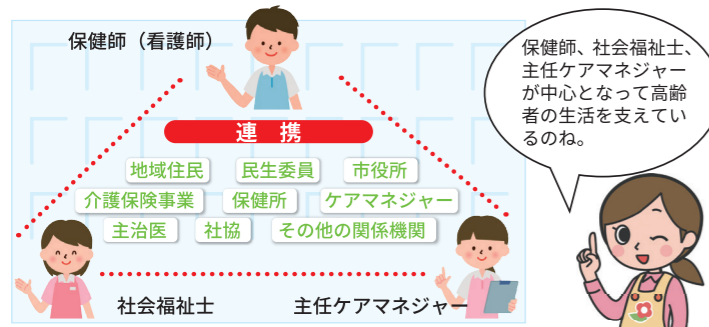 保健師（看護師）
連携
地域住民
民生委員
市役所
介護保険事業
保健所
ケアマネジャー
主治医
社協
その他の関係機関
社会福祉士
主任ケアマネジャー
保健師、社会福祉士、
主任ケアマネジャー
が中心となって高齢
者の生活を支えてい
るのね。